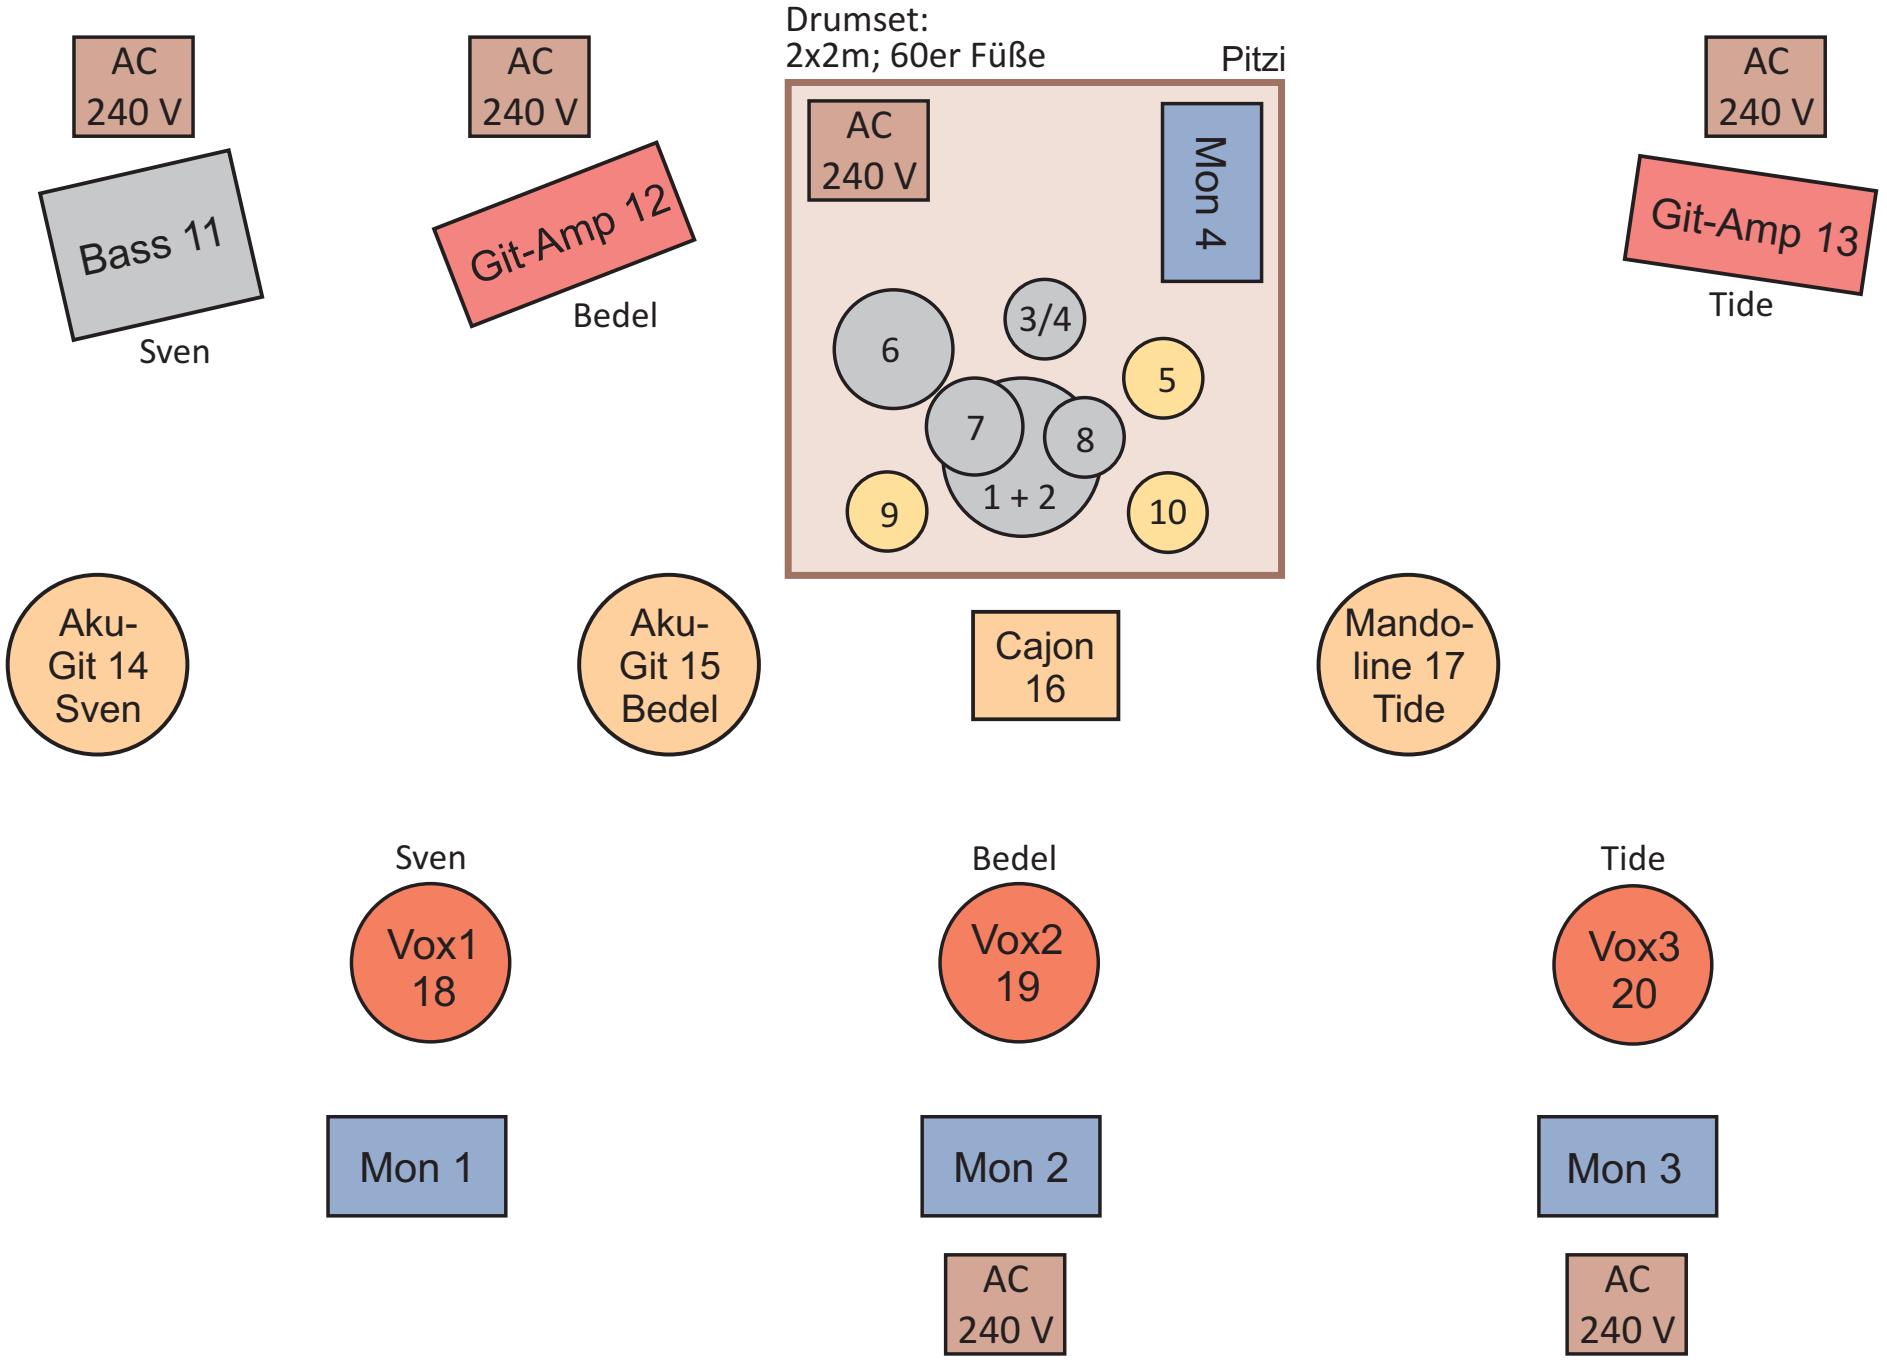 Drumset:
2x2m; 60er Füße
Pitzi
AC
240 V
AC
240 V
AC
240 V
AC
240 V
Mon 4
Bass 11
Sven
Git-Amp 12
Bedel
Git-Amp 13
Tide
3/4
6
5
7
8
1 + 2
9
10
Aku-
Git 14
Sven
Aku-
Git 15
Bedel
Cajon
16
Mando-
line 17
Tide
Sven
Vox1
18
Bedel
Vox2
19
Tide
Vox3
20
Mon 1
Mon 2
Mon 3
AC
240 V
AC
240 V